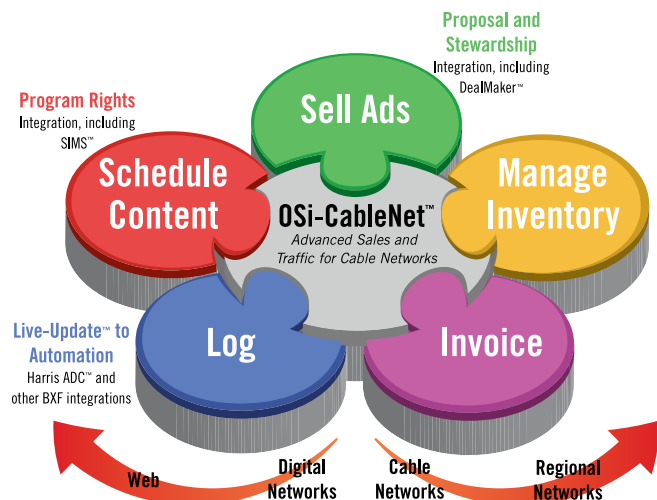 Proposal and
Stewardship
Integration, including
DealMaker™
Sell Ads
Program Rights
Integration, including
SIMS™
Schedule
Content
Manage
Inventory
OSi-CableNet™
Advanced Sales and
Traffic for Cable Networks
Live-Update™ to
Automation
Harris ADC™ and
other BXF integrations
Log
Invoice
Web
Digital
Networks
Cable
Networks
Regional
Networks